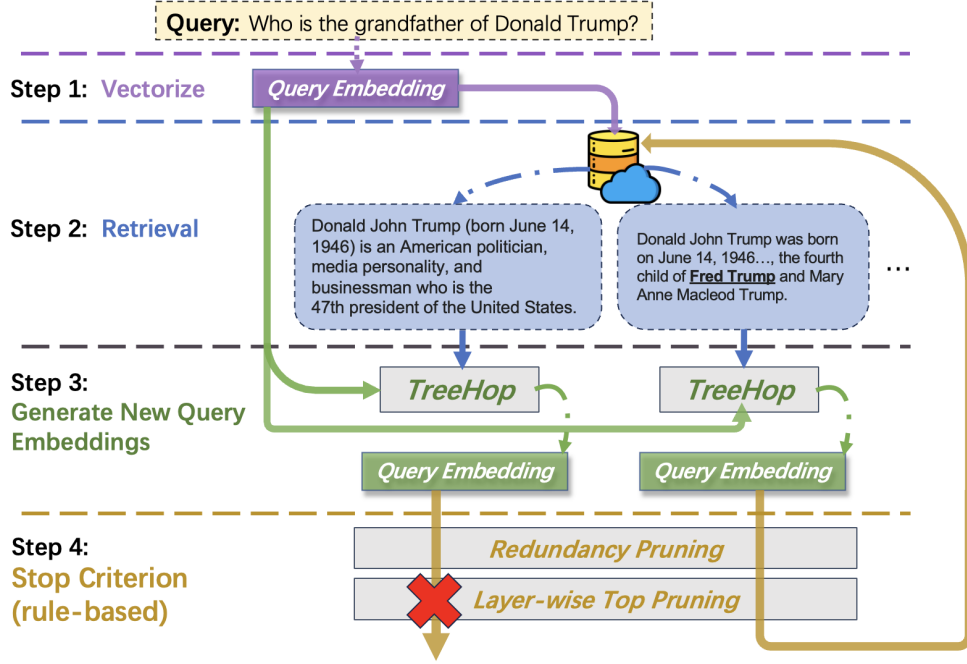 Query: Who is the grandfather of Donald Trump?
Step 1: Vectorize
Query Embedding
Step 2: Retrieval
Donald John Trump (born June 14,
1946) is an American politician,
media personality, and
businessman who is the
47th president of the United States.
Donald John Trump was born
on June 14, 1946…, the fourth
child of Fred Trump and Mary
Anne Macleod Trump.
...
Step 3:
Generate New Query
Embeddings
TreeHop
TreeHop
Query Embedding
Query Embedding
Step 4:
Stop Criterion
(rule-based)
Redundancy Pruning
Layer-wise Top Pruning